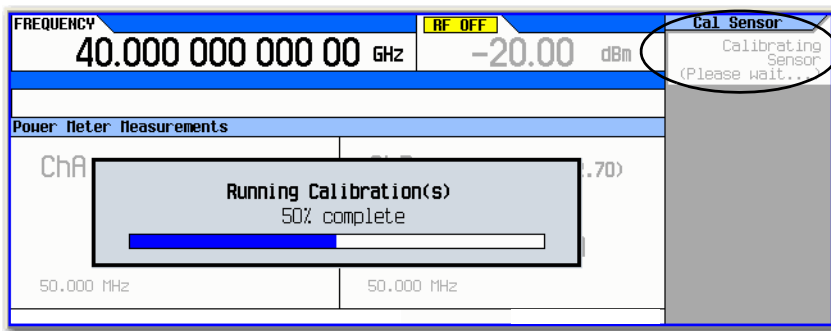 FREQUENCY
40.000 000 000 00 GHz
RF OFF
-20.00 dBm
Cal Sensor
Calibrating
Sensor
(Please wait...)
Power Meter Measurements
ChA
.70)
Running Calibration(s)
50% complete
50.000 MHz
50.000 MHz